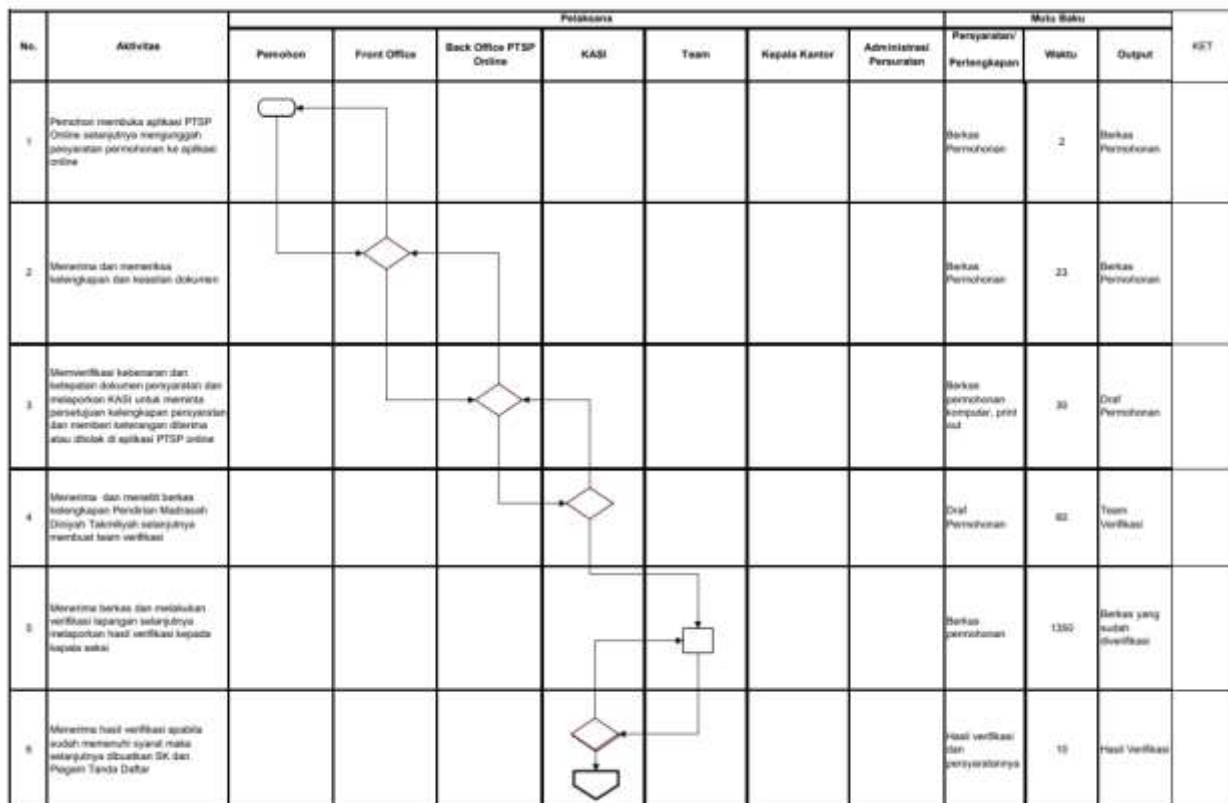 Pelaksana
Mutu Baku
No.
Aktivitas
Pemohon
Front Office
Back Office PTSP
Online
KASI
Team
Kepala Kantor
Administrasi
Persuratan
Persyaratan/
Perlengkapan
Waktu
Output
KET
1
Pemohon membuka aplikasi PTSP
Online selanjutnya mengunggah
persyaratan permohonan ke aplikasi
online
Berkas
Permohonan
2
Berkas
Permohonan
2
Menerima dan memeriksa
kelengkapan dan keaslian dokumen
Berkas
Permohonan
23
Berkas
Permohonan
3
Memverifikasi kebenaran dan
ketepatan dokumen persyaratan dan
melaporkan KASI untuk meminta
persetujuan kelengkapan persyaratan
dan memberi keterangan diterima
atau ditolak di aplikasi PTSP online
Berkas
permohonan
komputer, print
out
30
Draf
Permohonan
4
Menerima dan meneliti berkas
kelengkapan Pendirian Madrasah
Diniyah Takmiliyah selanjutnya
membuat team verifikasi
Draf
Permohonan
60
Team
Verifikasi
5
Menerima berkas dan melakukan
verifikasi lapangan selanjutnya
melaporkan hasil verifikasi kepada
kepala seksi
Berkas
permohonan
1350
Berkas yang
sudah
diverifikasi
6
Menerima hasil verifikasi apabila
sudah memenuhi syarat maka
selanjutnya dibuatkan SK dan
Piagam Tanda Daftar
Hasil verifikasi
dan
persyaratannya
10
Hasil Verifikasi